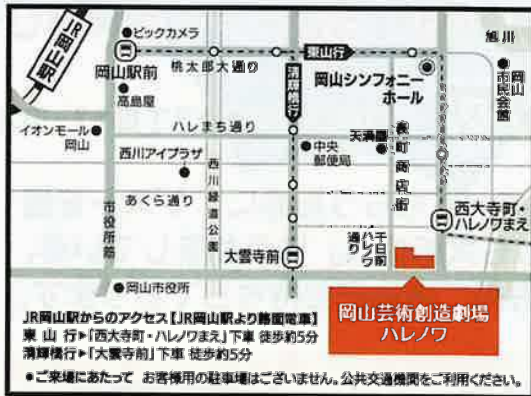 JR岡山駅
ビックカメラ
岡山駅前
東山行
桃太郎大通り
清輝橋行
岡山シンフォニー
ホール
旭川
岡山
市民会館
高島屋
イオンモール
岡山
ハレまち通り
天満屋
表町商店街
中央
郵便局
西川アイプラザ
西川緑道公園
あくら通り
市役所筋
西大寺町・
ハレノワまえ
千日前
ハレノワ
通り
大雲寺前
岡山市役所
岡山芸術創造劇場
ハレノワ
JR岡山駅からのアクセス【JR岡山駅より路面電車】
東山行▶「西大寺町・ハレノワまえ」下車 徒歩約5分
清輝橋行▶「大雲寺前」下車 徒歩約5分
●ご来場にあたって お客様用の駐車場はございません。公共交通機関をご利用ください。